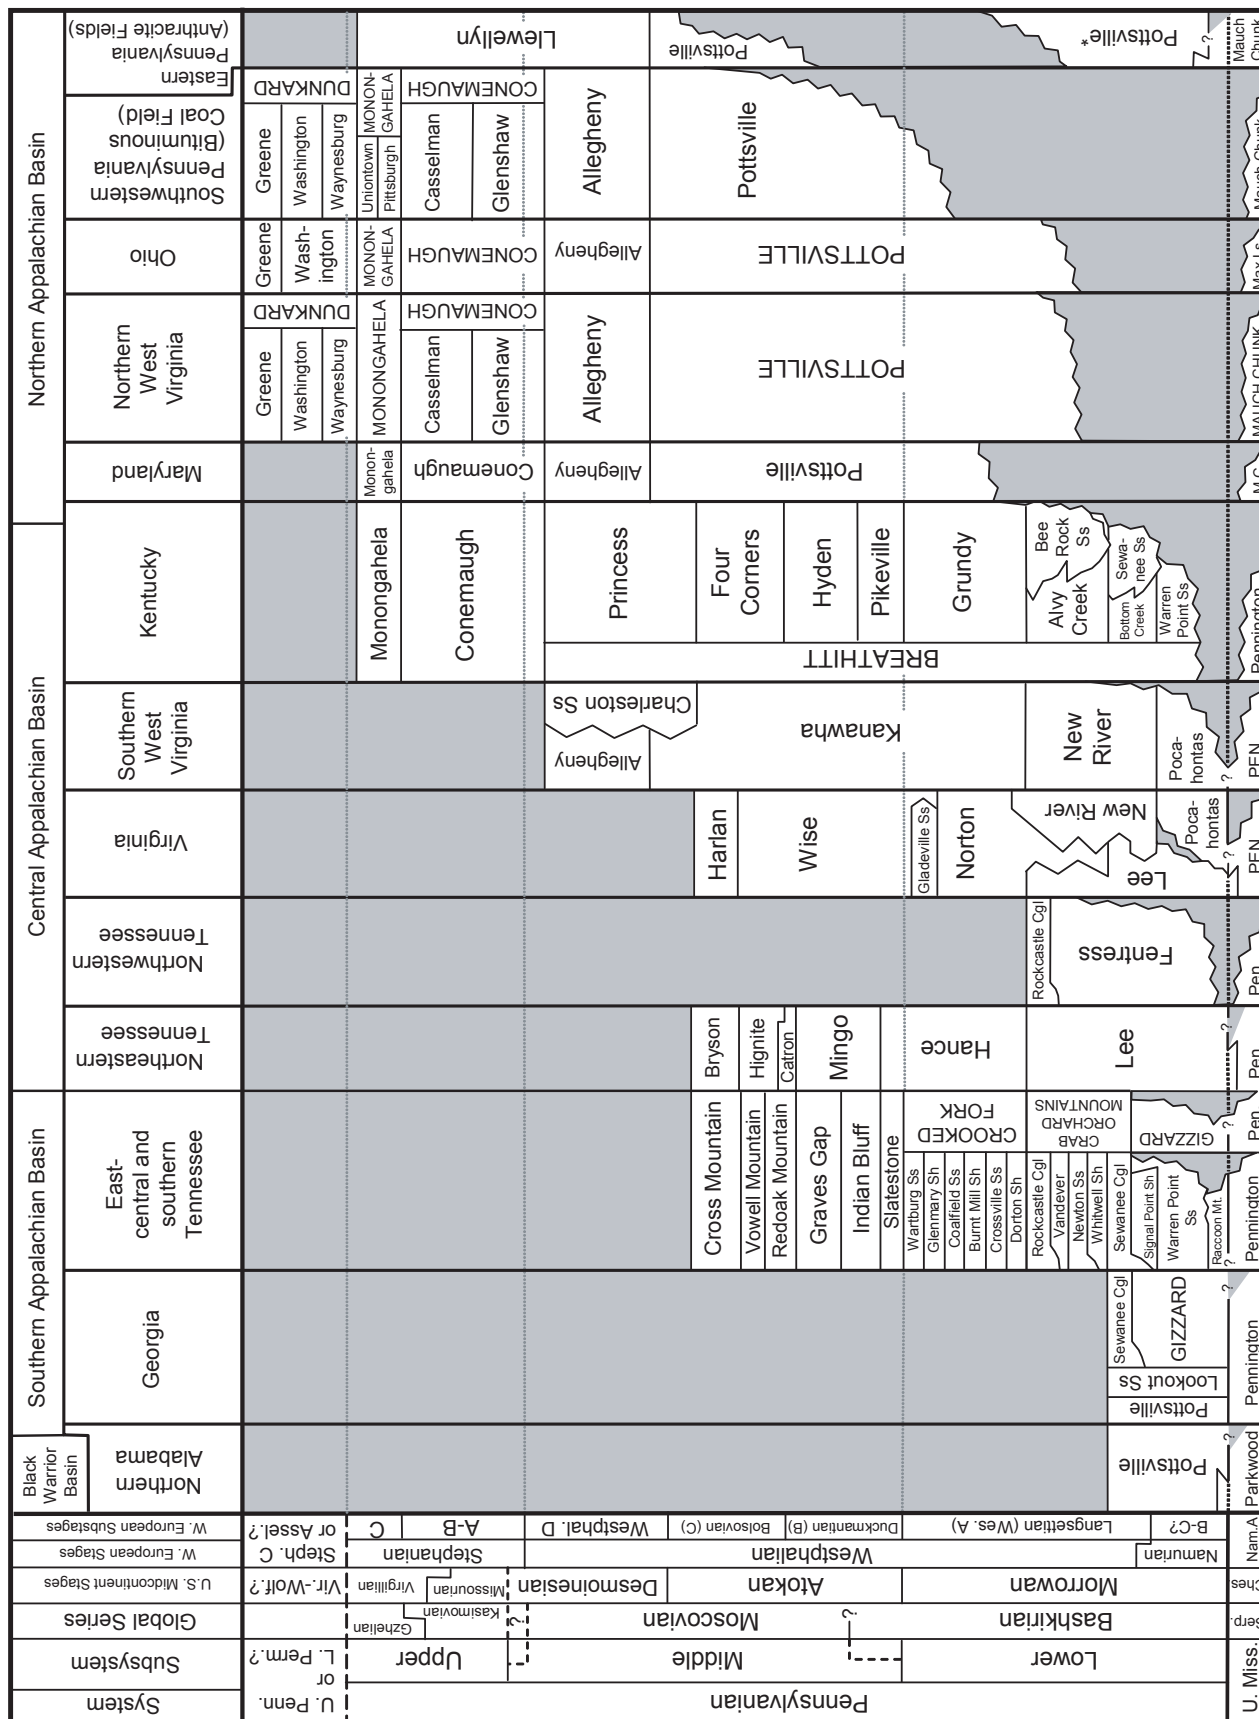 Northern Appalachian Basin
Central Appalachian Basin
Southern Appalachian Basin
Black
Warrior
Basin
Eastern
Pennsylvania
(Anthracite Fields)
Llewellyn
Pottsville
Pottsville*
?
Mauch
Chunk
Southwestern
Pennsylvania
(Bituminous
Coal Field)
DUNKARD
Greene
Washington
Waynesburg
MONON-
GAHELA
Uniontown
Pittsburgh
CONEMAUGH
Casselman
Glenshaw
Allegheny
Pottsville
Mauch Chunk
Ohio
Greene
Wash-
ington
MONON-
GAHELA
CONEMAUGH
Allegheny
POTTSVILLE
Max Ls
Northern
West
Virginia
DUNKARD
Greene
Washington
Waynesburg
MONONGAHELA
CONEMAUGH
Casselman
Glenshaw
Allegheny
POTTSVILLE
MAUCH CHUNK
Maryland
Monon-
gahela
Conemaugh
Allegheny
Pottsville
M.C.
Kentucky
Monongahela
Conemaugh
Princess
Four
Corners
Hyden
Pikeville
Grundy
Bee
Rock
Ss
Alvy
Creek
Sewa-
nee Ss
Bottom
Creek
Warren
Point Ss
BREATHITT
Pennington
Southern
West
Virginia
Charleston Ss
Allegheny
Kanawha
New
River
Poca-
hontas
?
PEN
Virginia
Harlan
Wise
Gladeville Ss
Norton
New River
Lee
Poca-
hontas
?
PEN
Northwestern
Tennessee
Rockcastle Cgl
Fentress
Pen
Northeastern
Tennessee
Bryson
Hignite
Catron
Mingo
Hance
Lee
?
Pen
East-
central and
southern
Tennessee
Cross Mountain
Vowell Mountain
Redoak Mountain
Graves Gap
Indian Bluff
Slatestone
CROOKED
FORK
Wartburg Ss
Glenmary Sh
Coalfield Ss
Burnt Mill Sh
Crossville Ss
Dorton Sh
CRAB
ORCHARD
MOUNTAINS
Rockcastle Cgl
Vandever
Newton Ss
Whitwell Sh
Sewanee Cgl
GIZZARD
Signal Point Sh
Warren Point
Ss
Raccoon Mt.
?
?
Pen
Pennington
Georgia
Sewanee Cgl
GIZZARD
Lookout Ss
Pottsville
?
Pennington
Northern
Alabama
Pottsville
?
Parkwood
W. European Substages
Steph. C
or Assel.?
C
A-B
Westphal. D
Bolsovian (C)
Duckmantian (B)
Langsettian (Wes. A)
B-C?
Nam.A
W. European Stages
Stephanian
Westphalian
Namurian
U.S. Midcontinent Stages
Vir.-Wolf.?
Virgillian
Missourian
Desmoinesian
Atokan
Morrowan
Ches.
Global Series
Gzhelian
Kasimovian
?
Moscovian
?
Bashkirian
Serp.
Subsystem
Upper
Middle
Lower
System
U. Penn.
or
L. Perm.?
Pennsylvanian
U. Miss.